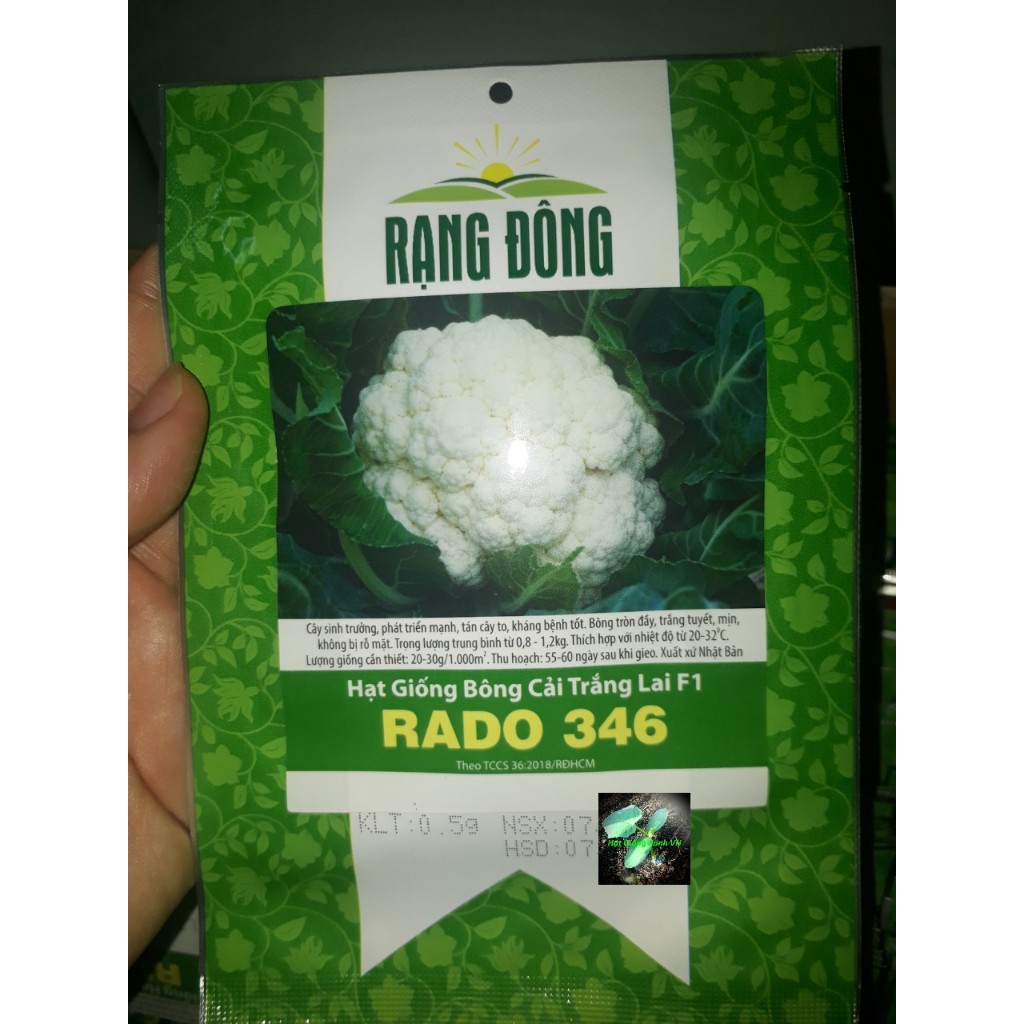 RẠNG ĐÔNG
Cây sinh trưởng, phát triển mạnh, tán cây to, kháng bệnh tốt. Bông tròn đầy, trắng tuyết, mịn,
không bị rỗ mặt. Trọng lượng trung bình từ 0,8 - 1,2kg. Thích hợp với nhiệt độ từ 20-32°C.
Lượng giống cần thiết: 20-30g/1.000m². Thu hoạch: 55-60 ngày sau khi gieo. Xuất xứ Nhật Bản
Hạt Giống Bông Cải Trắng Lai F1
RADO 346
Theo TCCS 36:2018/RĐHCM
KLT:0.5g NSX:07
HSD:07